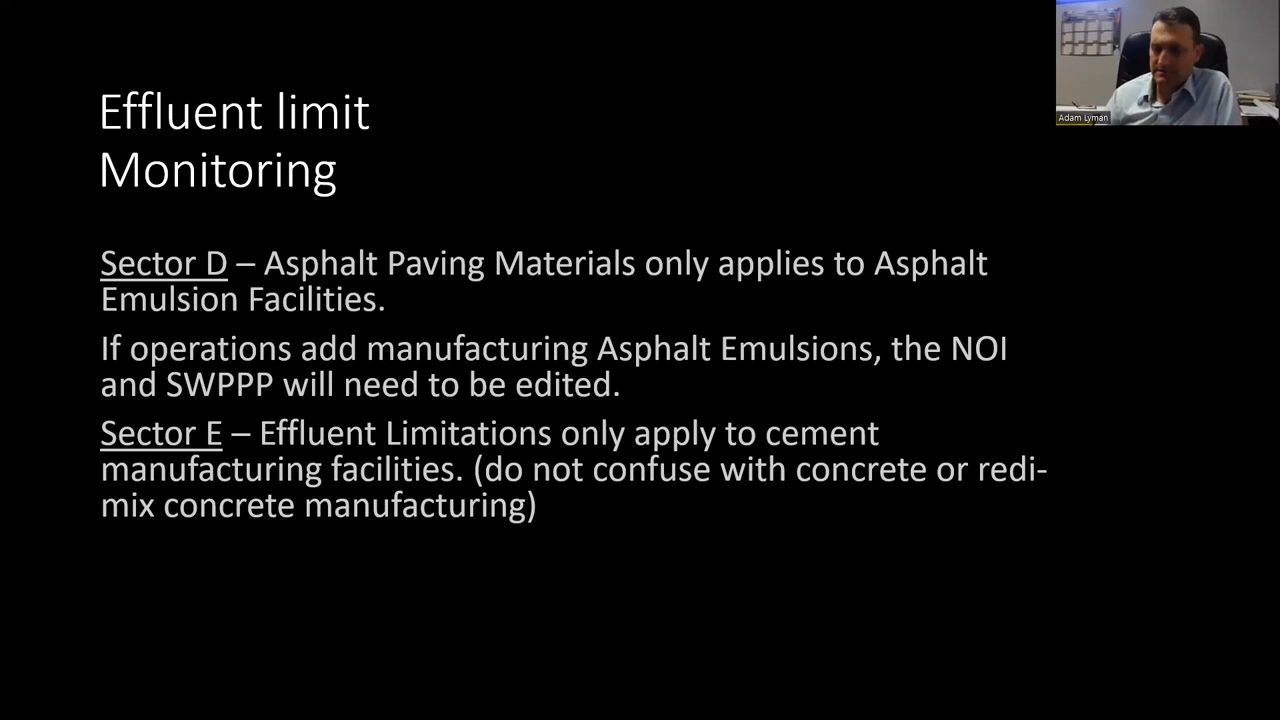 Effluent limit
Monitoring
Adam Lyman
Sector D – Asphalt Paving Materials only applies to Asphalt
Emulsion Facilities.
If operations add manufacturing Asphalt Emulsions, the NOI
and SWPPP will need to be edited.
Sector E – Effluent Limitations only apply to cement
manufacturing facilities. (do not confuse with concrete or redi-
mix concrete manufacturing)